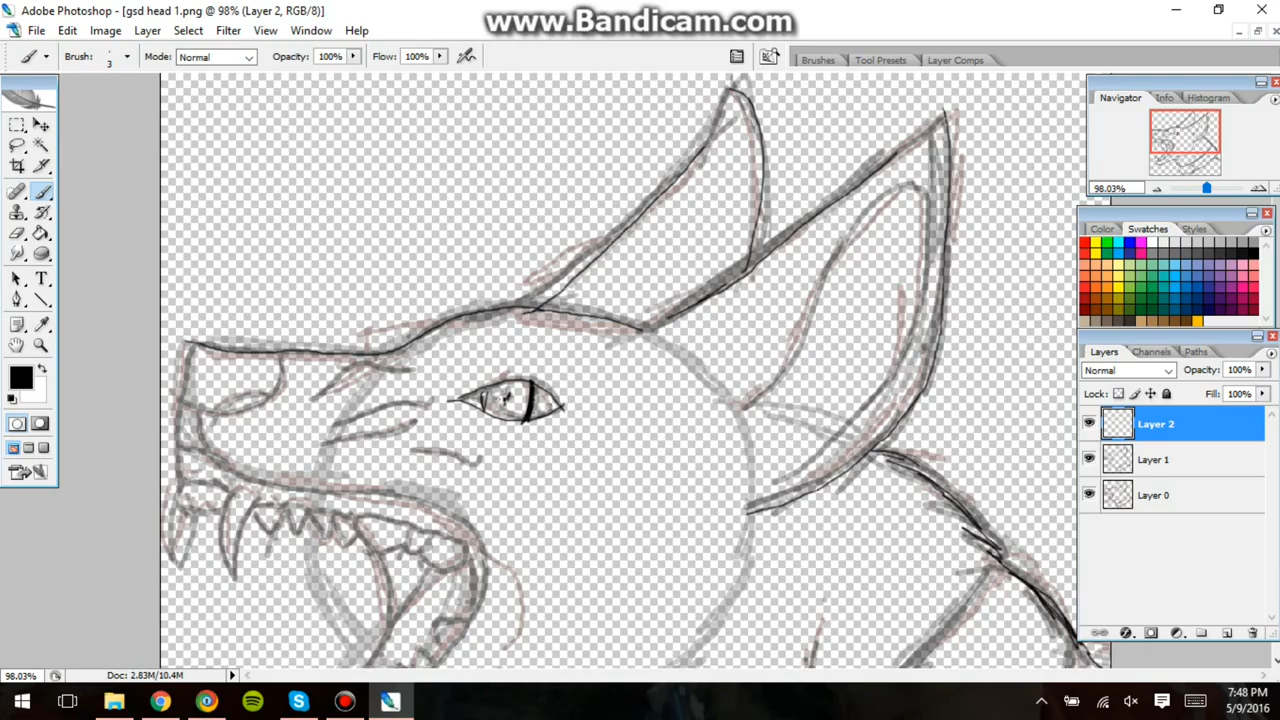 Adobe Photoshop - [gsd head 1.png @ 98% (Layer 2, RGB/8)]
www.Bandicam.com
File Edit Image Layer Select Filter View Window Help
Brush: 3 Mode: Normal Opacity: 100% Flow: 100% Brushes Tool Presets Layer Comps
Navigator Info Histogram
98.03%
Color Swatches Styles
Layers Channels Paths
Normal Opacity: 100%
Lock: Fill: 100%
Layer 2
Layer 1
Layer 0
98.03% Doc: 2.83M/10.4M
7:48 PM
5/9/2016